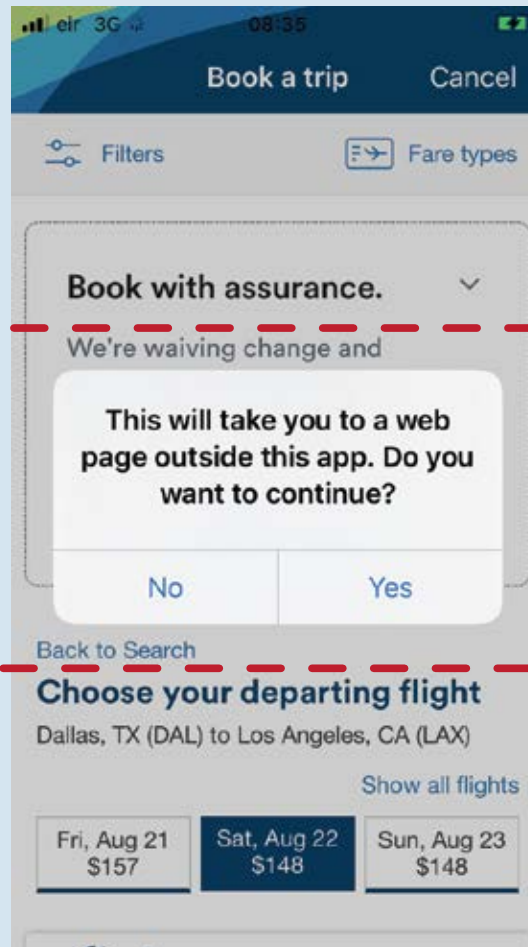 eir 3G 08:35
Book a trip Cancel
Filters Fare types
Book with assurance.
We're waiving change and
This will take you to a web
page outside this app. Do you
want to continue?
No Yes
Back to Search
Choose your departing flight
Dallas, TX (DAL) to Los Angeles, CA (LAX)
Show all flights
Fri, Aug 21 Sat, Aug 22 Sun, Aug 23
$157 $148 $148